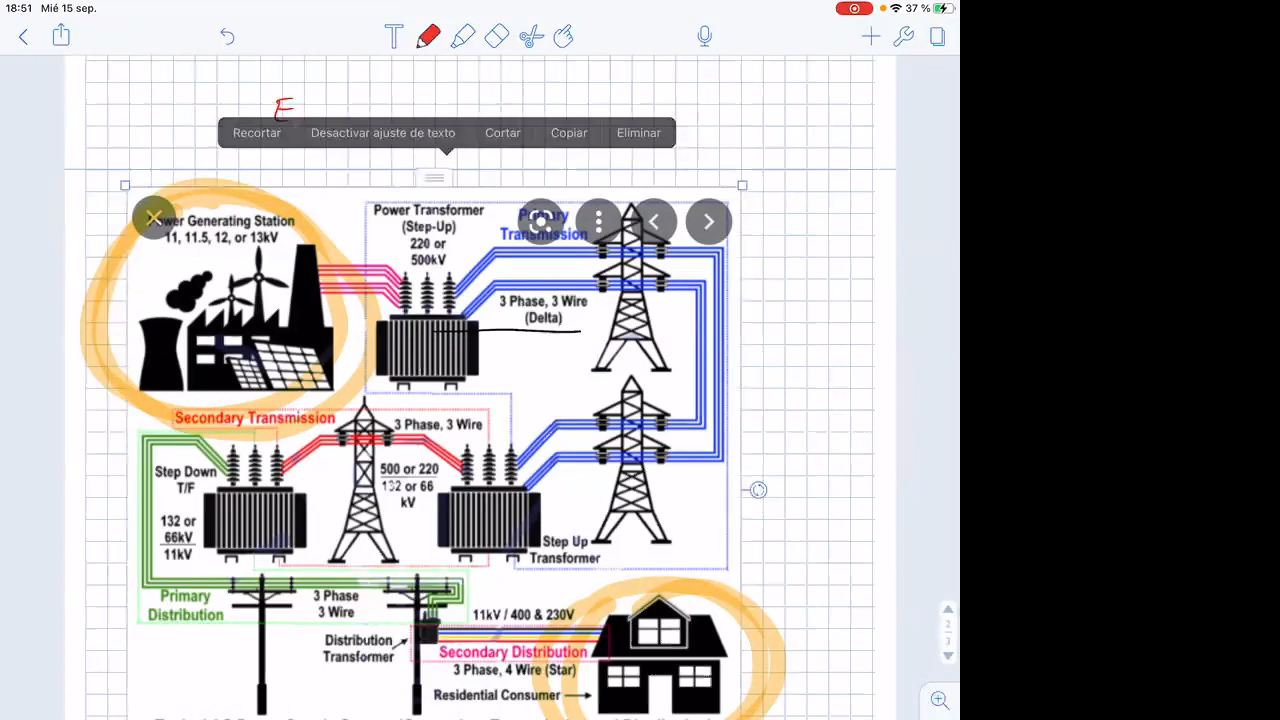 18:51 Mié 15 sep.
37 %
E
Recortar Desactivar ajuste de texto Cortar Copiar Eliminar
Power Generating Station
11, 11.5, 12, or 13kV
Power Transformer
(Step-Up)
220 or
500kV
Primary
Transmission
3 Phase, 3 Wire
(Delta)
Secondary Transmission
3 Phase, 3 Wire
Step Down
T/F
132 or
66kV
11kV
500 or 220
132 or 66
kV
Step Up
Transformer
Primary
Distribution
3 Phase
3 Wire
11kV / 400 & 230V
Distribution
Transformer
Secondary Distribution
3 Phase, 4 Wire (Star)
Residential Consumer
2
3